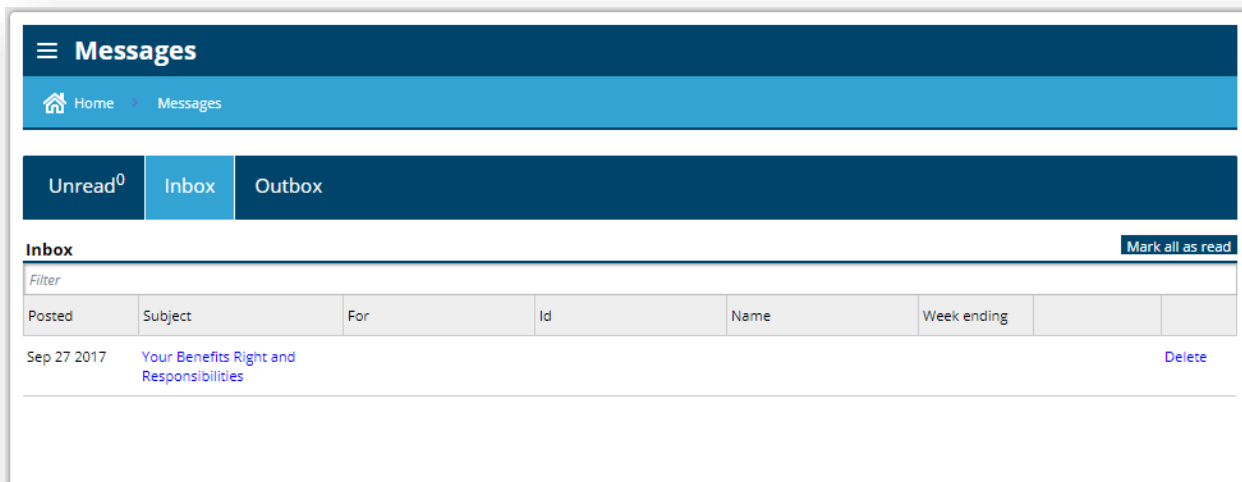 Messages
Home Messages
Unread0 Inbox Outbox
Inbox Mark all as read
Filter
Posted Subject For Id Name Week ending
Sep 27 2017 Your Benefits Right and Delete
Responsibilities